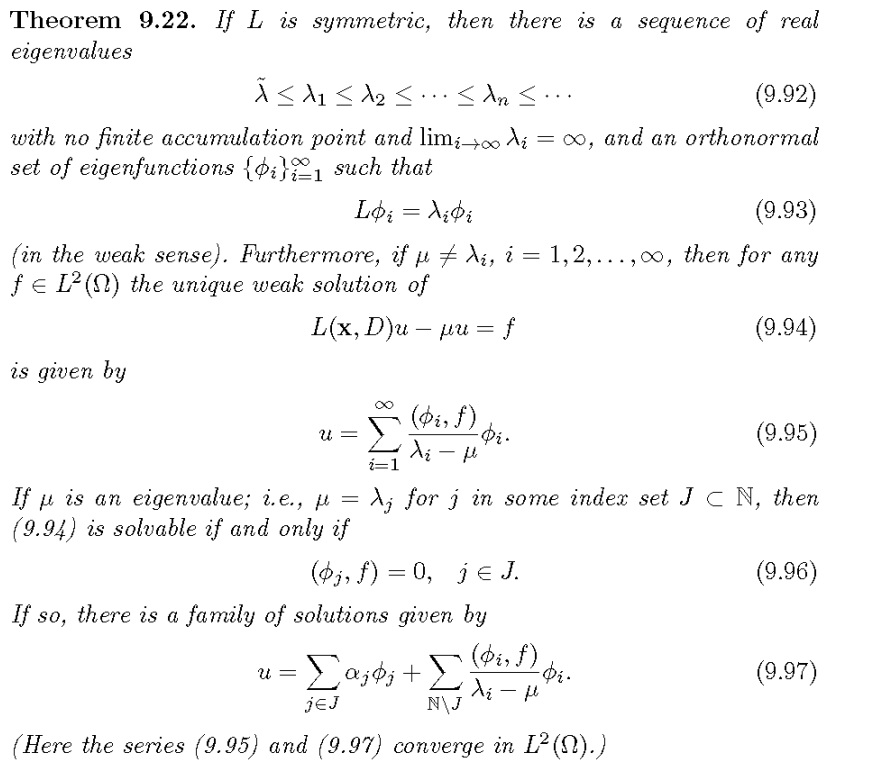 Theorem 9.22. If L is symmetric, then there is a sequence of real
eigenvalues
λ̃ ≤ λ₁ ≤ λ₂ ≤ ⋯ ≤ λₙ ≤ ⋯ (9.92)
with no finite accumulation point and lim_{i→∞} λᵢ = ∞, and an orthonormal
set of eigenfunctions {ϕᵢ}_{i=1}^∞ such that
Lϕᵢ = λᵢϕᵢ (9.93)
(in the weak sense). Furthermore, if μ ≠ λᵢ, i = 1, 2, . . . , ∞, then for any
f ∈ L²(Ω) the unique weak solution of
L(x, D)u − μu = f (9.94)
is given by
u = ∑_{i=1}^∞ (ϕᵢ, f)/(λᵢ − μ) ϕᵢ. (9.95)
If μ is an eigenvalue; i.e., μ = λⱼ for j in some index set J ⊂ ℕ, then
(9.94) is solvable if and only if
(ϕⱼ, f) = 0, j ∈ J. (9.96)
If so, there is a family of solutions given by
u = ∑_{j∈J} αⱼϕⱼ + ∑_{ℕ\J} (ϕᵢ, f)/(λᵢ − μ) ϕᵢ. (9.97)
(Here the series (9.95) and (9.97) converge in L²(Ω).)